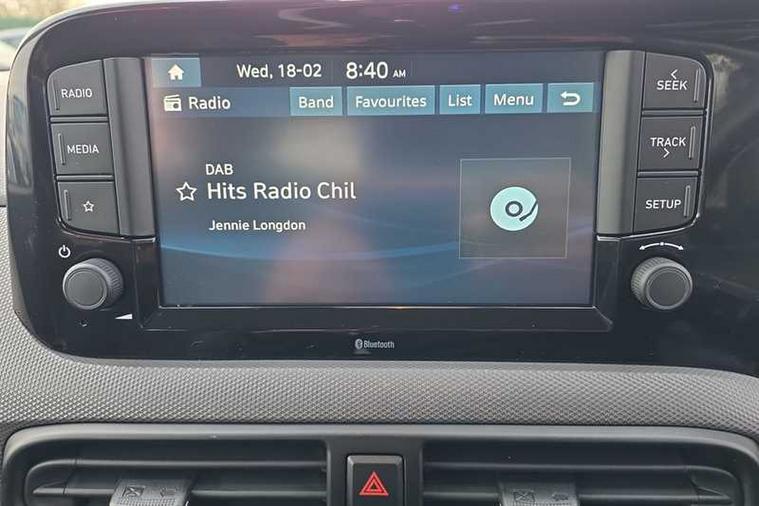 Wed, 18-02 8:40 AM
Radio Band Favourites List Menu
DAB
Hits Radio Chil
Jennie Longdon
RADIO
MEDIA
SEEK
TRACK
SETUP
Bluetooth